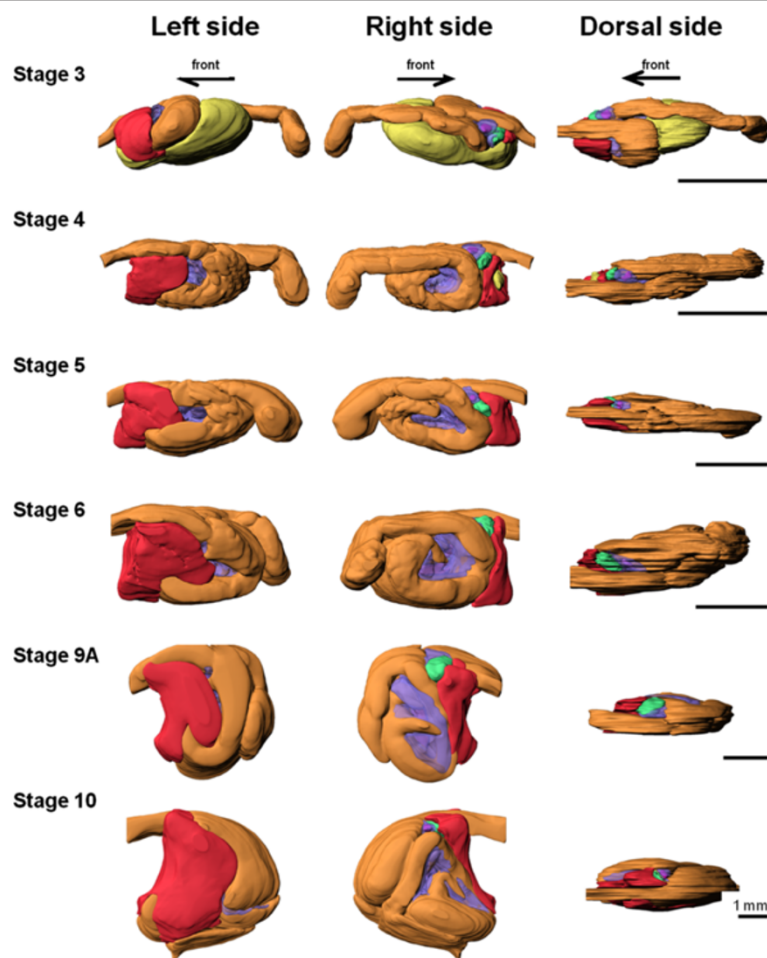 Left side Right side Dorsal side
Stage 3 front front front
Stage 4
Stage 5
Stage 6
Stage 9A
Stage 10
1 mm